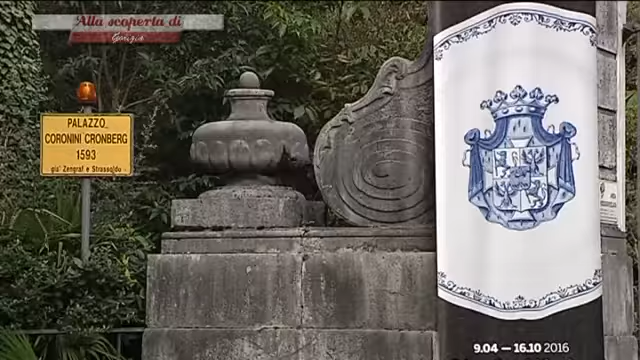 Alla scoperta di
Gorizia
PALAZZO
CORONINI CRONBERG
1593
già Zengraf e Strassoldo
9.04 — 16.10 2016